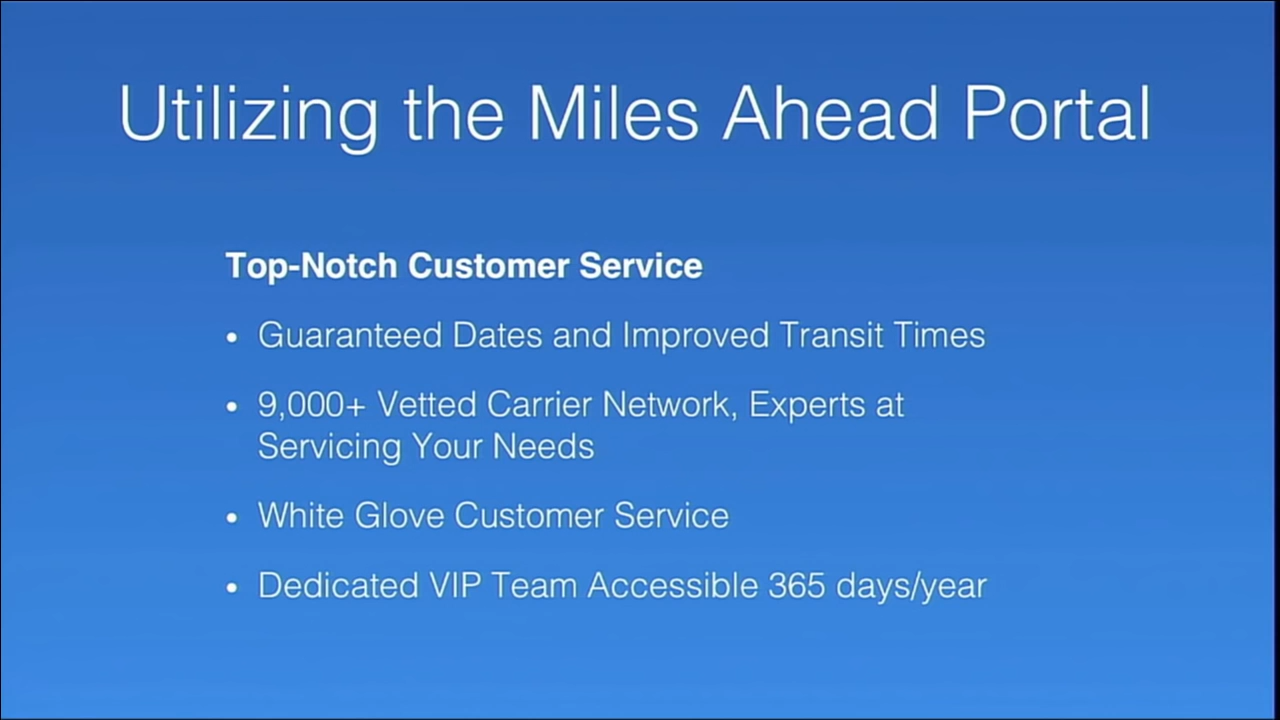 Utilizing the Miles Ahead Portal
Top-Notch Customer Service
• Guaranteed Dates and Improved Transit Times
• 9,000+ Vetted Carrier Network, Experts at
Servicing Your Needs
• White Glove Customer Service
• Dedicated VIP Team Accessible 365 days/year